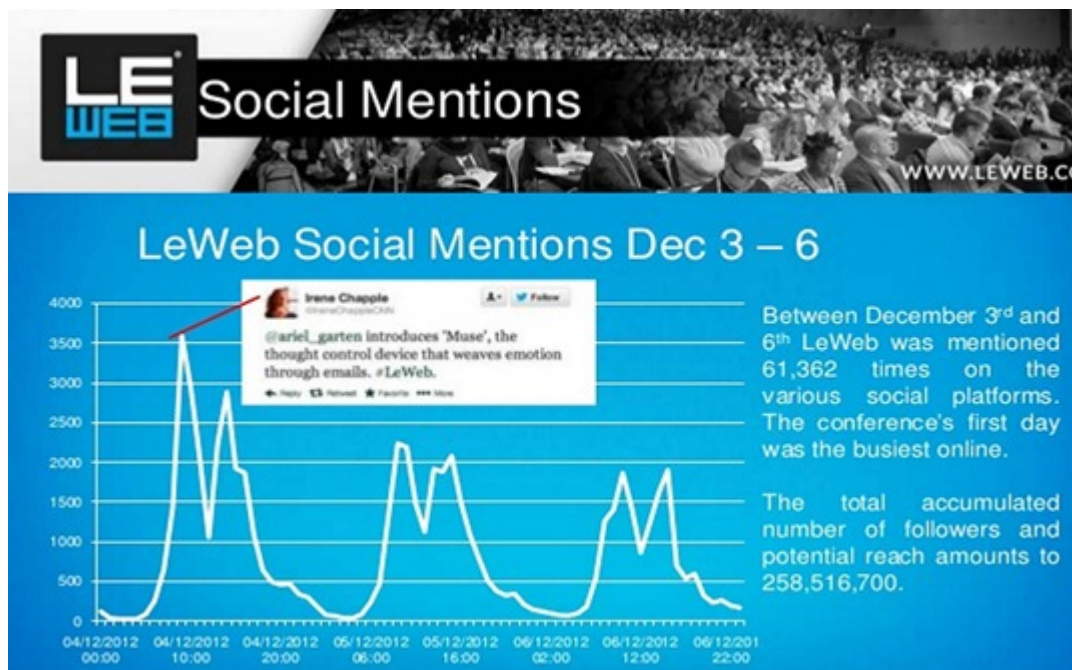 LE
WEB
Social Mentions
WWW.LEWEB.CO
LeWeb Social Mentions Dec 3 – 6
4000
3500
3000
2500
2000
1500
1000
500
0
04/12/2012 00:00
04/12/2012 10:00
04/12/2012 20:00
05/12/2012 06:00
05/12/2012 16:00
06/12/2012 02:00
06/12/2012 12:00
06/12/201 22:00
Irene Chapple
@IreneChappleCNN
Follow
@ariel_garten introduces 'Muse', the
thought control device that weaves emotion
through emails. #LeWeb.
Reply Retweet Favorite More
Between December 3rd and
6th LeWeb was mentioned
61,362 times on the
various social platforms.
The conference's first day
was the busiest online.
The total accumulated
number of followers and
potential reach amounts to
258,516,700.